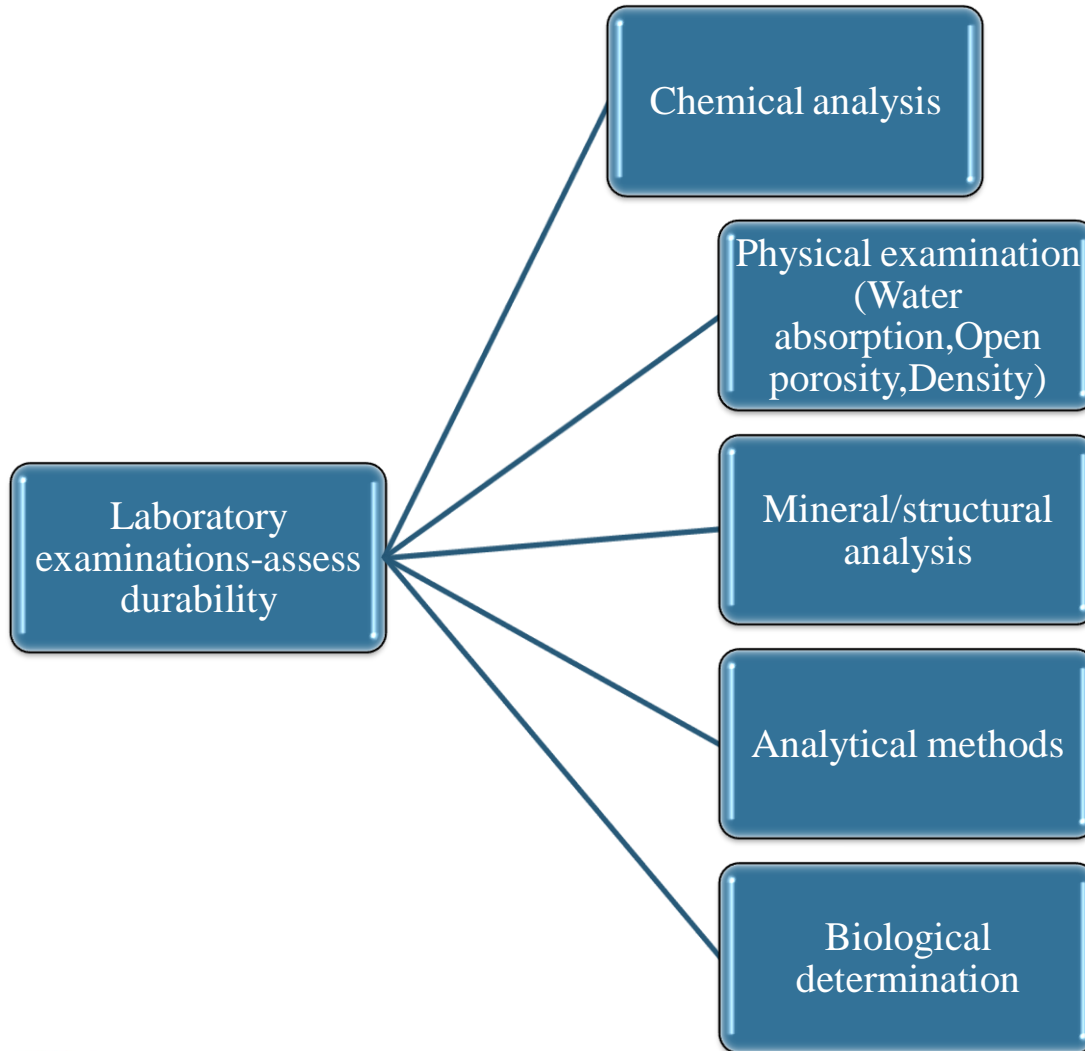 Chemical analysis
Physical examination
(Water
absorption,Open
porosity,Density)
Laboratory
examinations-assess
durability
Mineral/structural
analysis
Analytical methods
Biological
determination